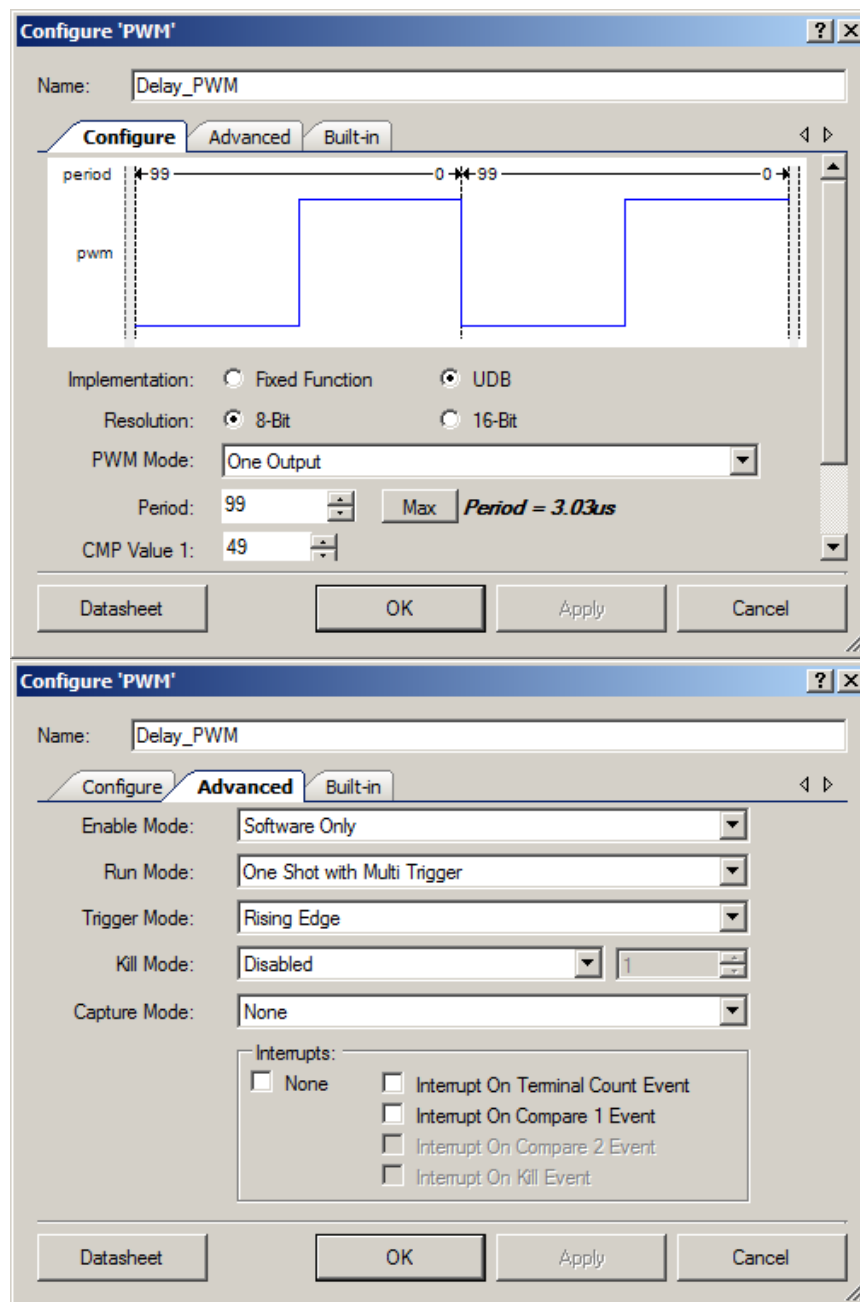 Configure 'PWM'
Name: Delay_PWM
Configure Advanced Built-in
period 99 0 99 0
pwm
Implementation: Fixed Function UDB
Resolution: 8-Bit 16-Bit
PWM Mode: One Output
Period: 99 Max Period = 3.03us
CMP Value 1: 49
Datasheet OK Apply Cancel
Configure 'PWM'
Name: Delay_PWM
Configure Advanced Built-in
Enable Mode: Software Only
Run Mode: One Shot with Multi Trigger
Trigger Mode: Rising Edge
Kill Mode: Disabled 1
Capture Mode: None
Interrupts:
None Interrupt On Terminal Count Event
Interrupt On Compare 1 Event
Interrupt On Compare 2 Event
Interrupt On Kill Event
Datasheet OK Apply Cancel